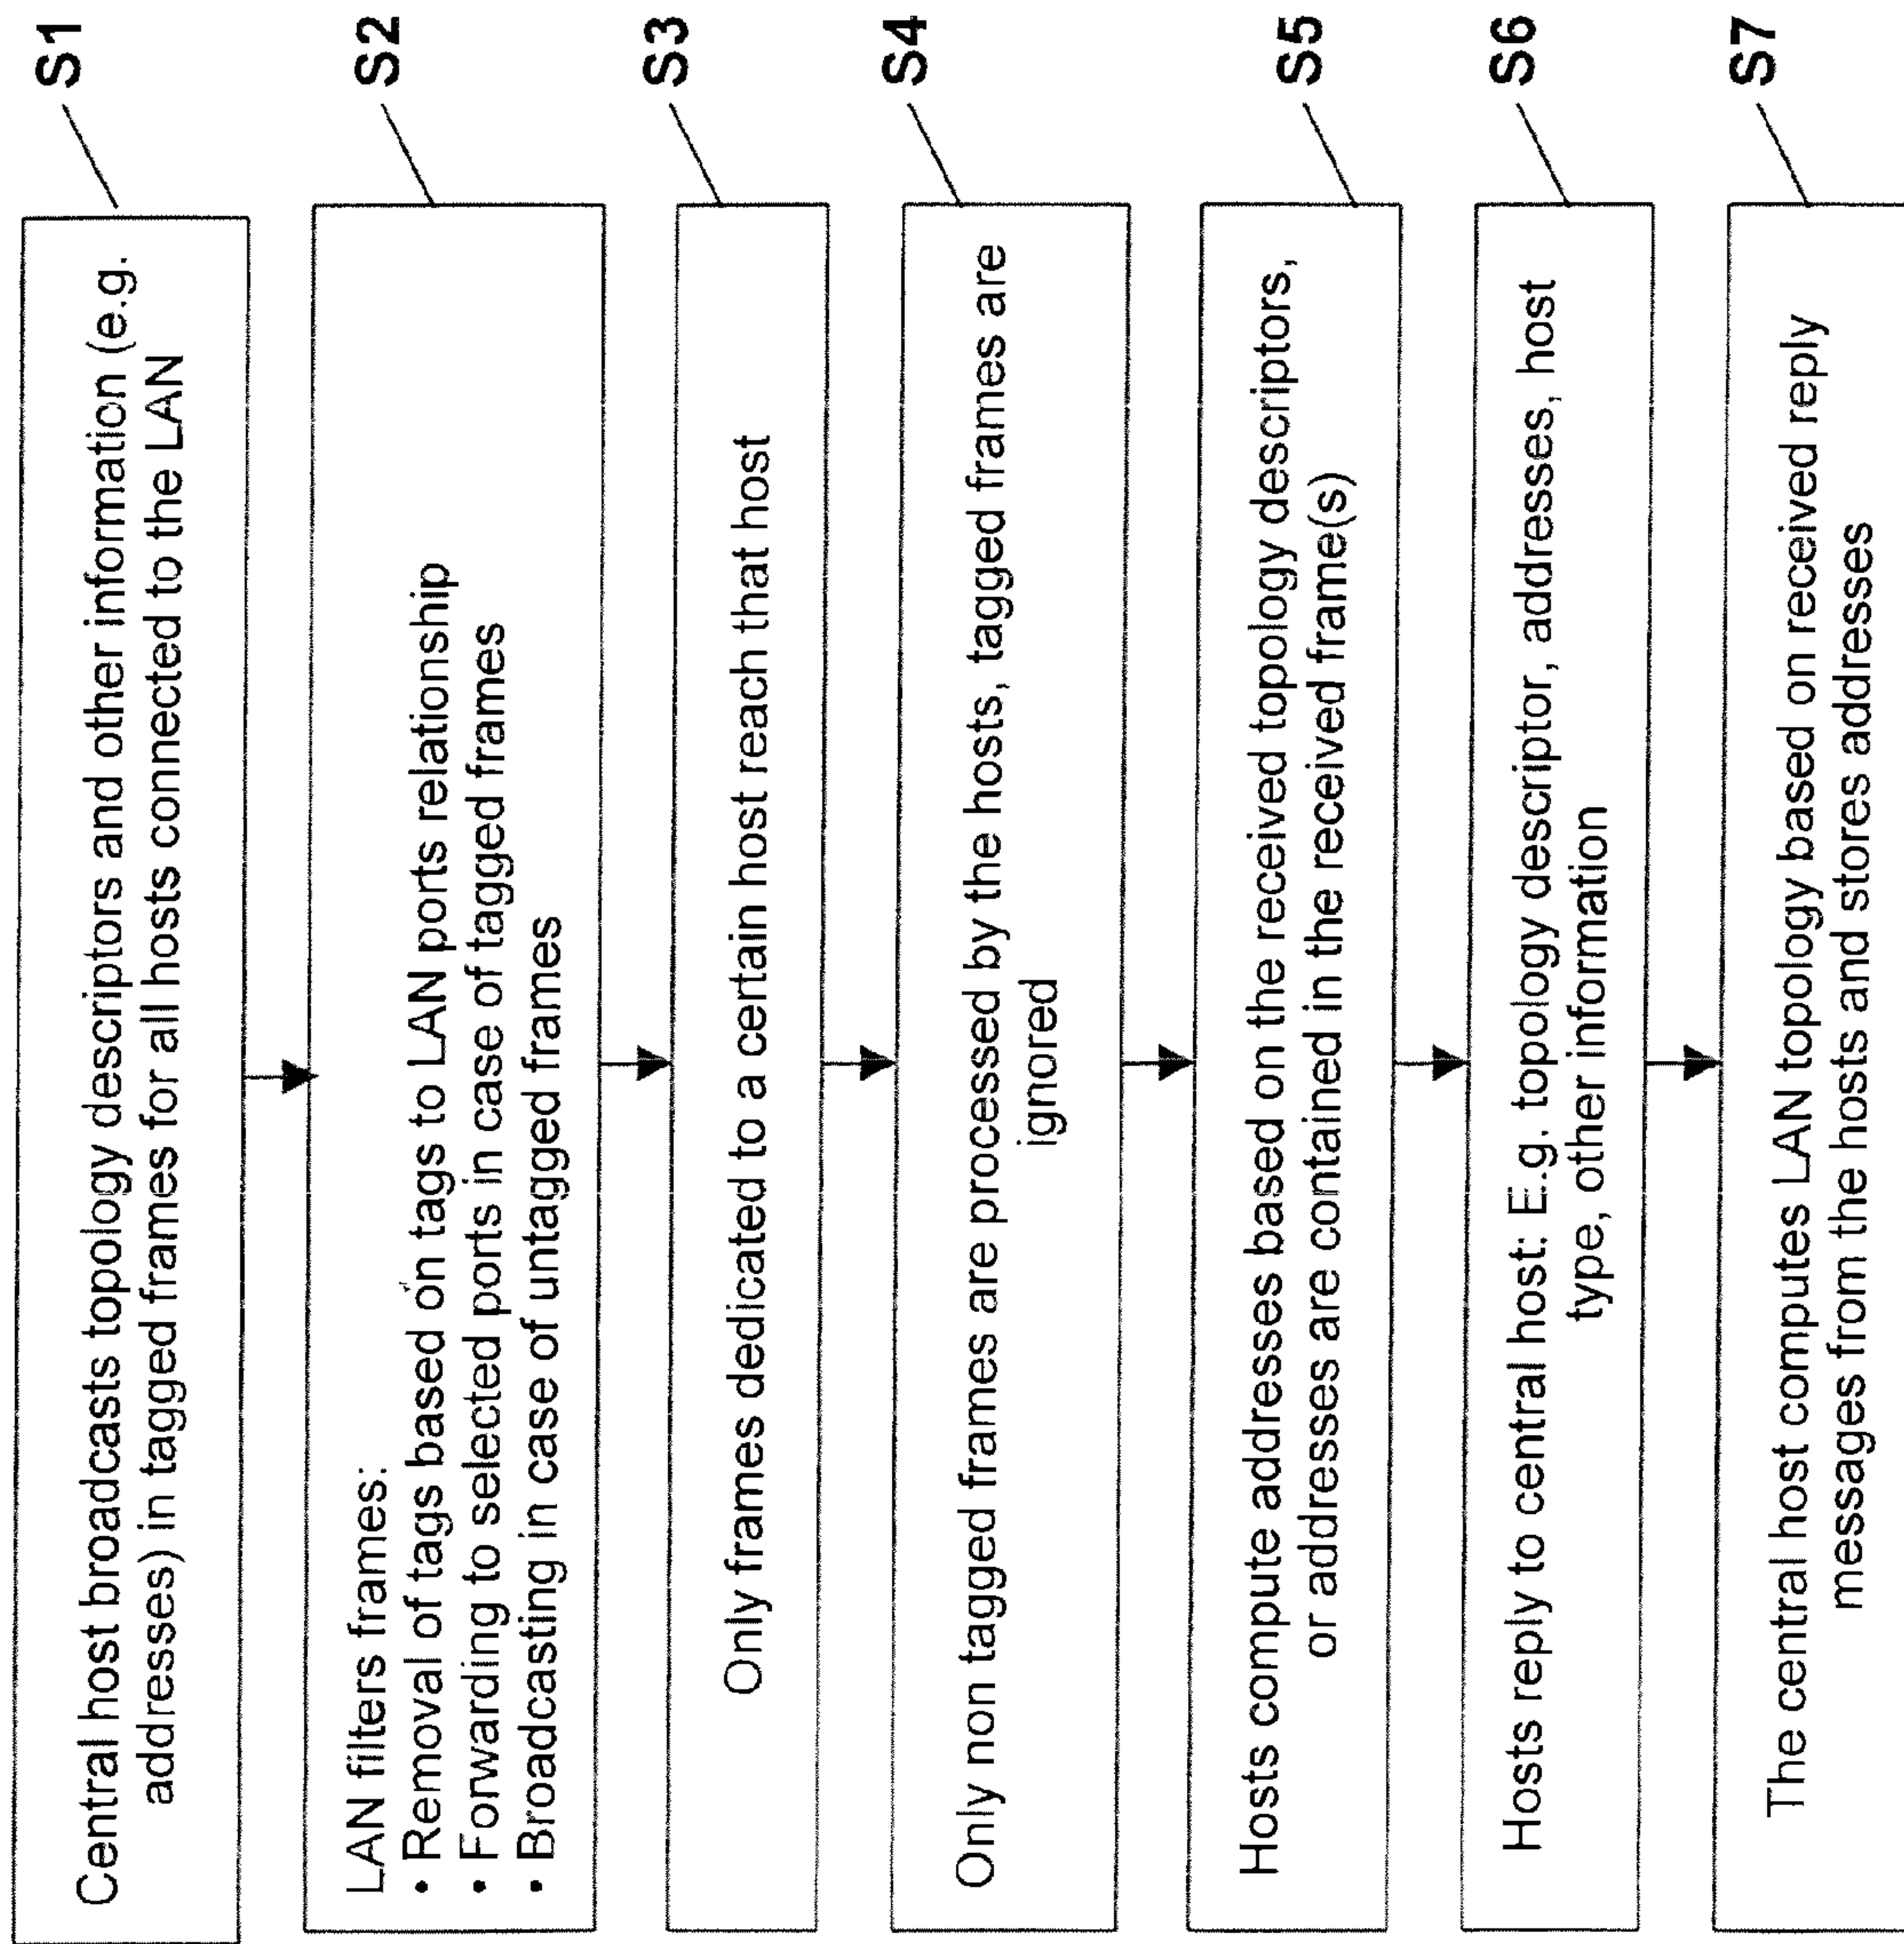 Central host broadcasts topology descriptors and other information (e.g.
addresses) in tagged frames for all hosts connected to the LAN
S1
LAN filters frames:
• Removal of tags based on tags to LAN ports relationship
• Forwarding to selected ports in case of tagged frames
• Broadcasting in case of untagged frames
S2
Only frames dedicated to a certain host reach that host
S3
Only non tagged frames are processed by the hosts, tagged frames are
ignored
S4
Hosts compute addresses based on the received topology descriptors,
or addresses are contained in the received frame(s)
S5
Hosts reply to central host: E.g. topology descriptor, addresses, host
type, other information
S6
The central host computes LAN topology based on received reply
messages from the hosts and stores addresses
S7